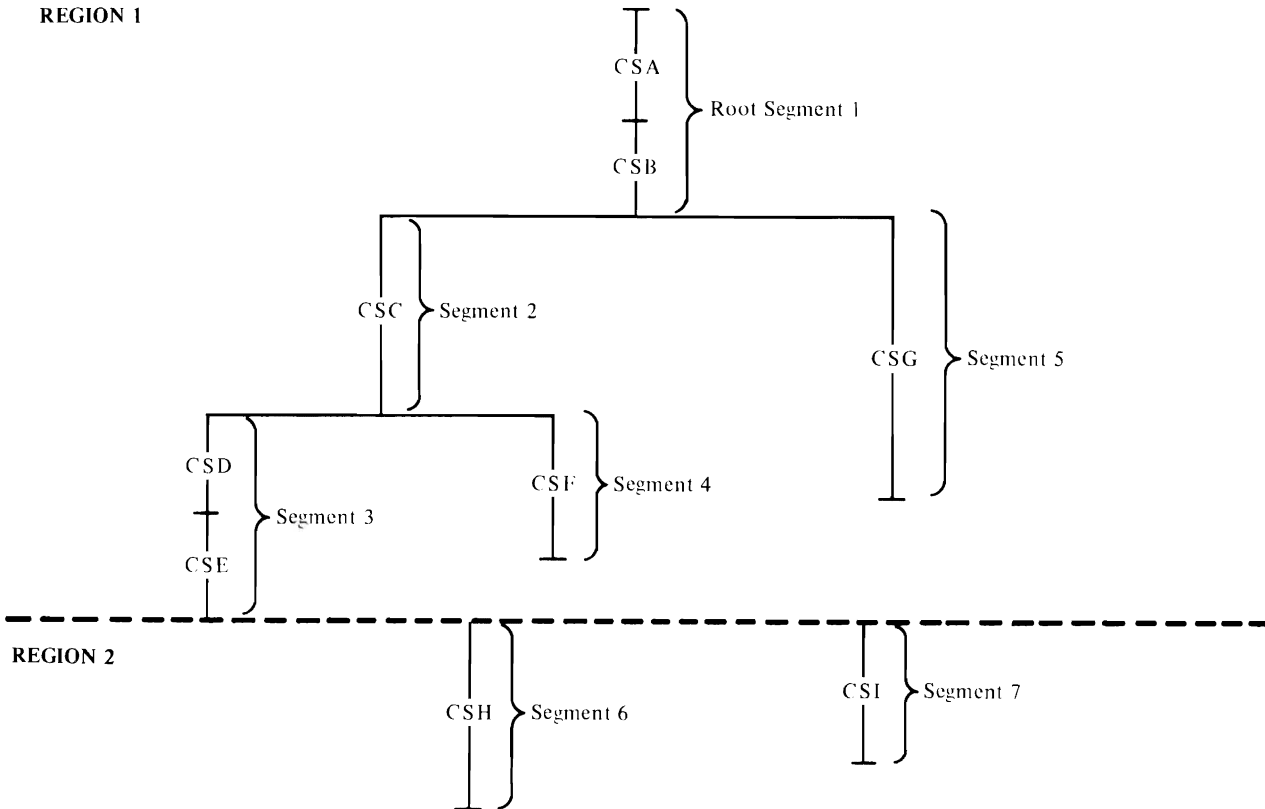 REGION 1
CSA
Root Segment 1
CSB
CSC
Segment 2
CSG
Segment 5
CSD
CSF
Segment 4
Segment 3
CSE
REGION 2
CSI
Segment 7
CSH
Segment 6